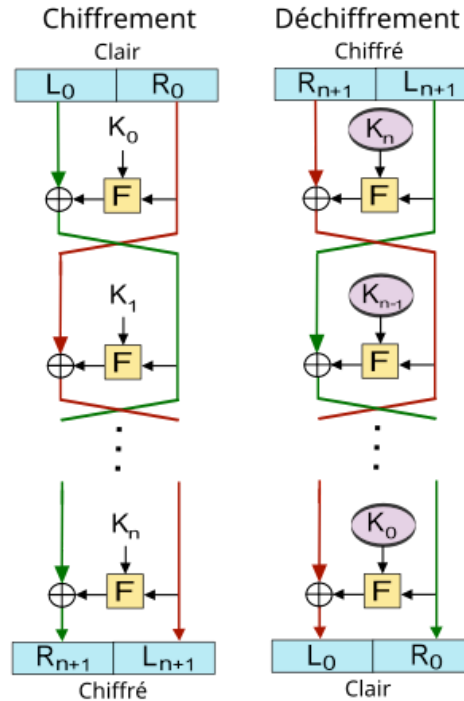 Chiffrement
Clair
L₀ R₀
K₀
F
K₁
F
Kₙ
F
Rₙ₊₁ Lₙ₊₁
Chiffré
Déchiffrement
Chiffré
Rₙ₊₁ Lₙ₊₁
Kₙ
F
Kₙ₋₁
F
K₀
F
L₀ R₀
Clair